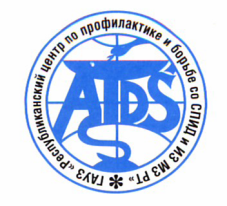 ГАУЗ «Республиканский центр по профилактике и борьбе со СПИД и ИЗ МЗ РТ»
AIDS